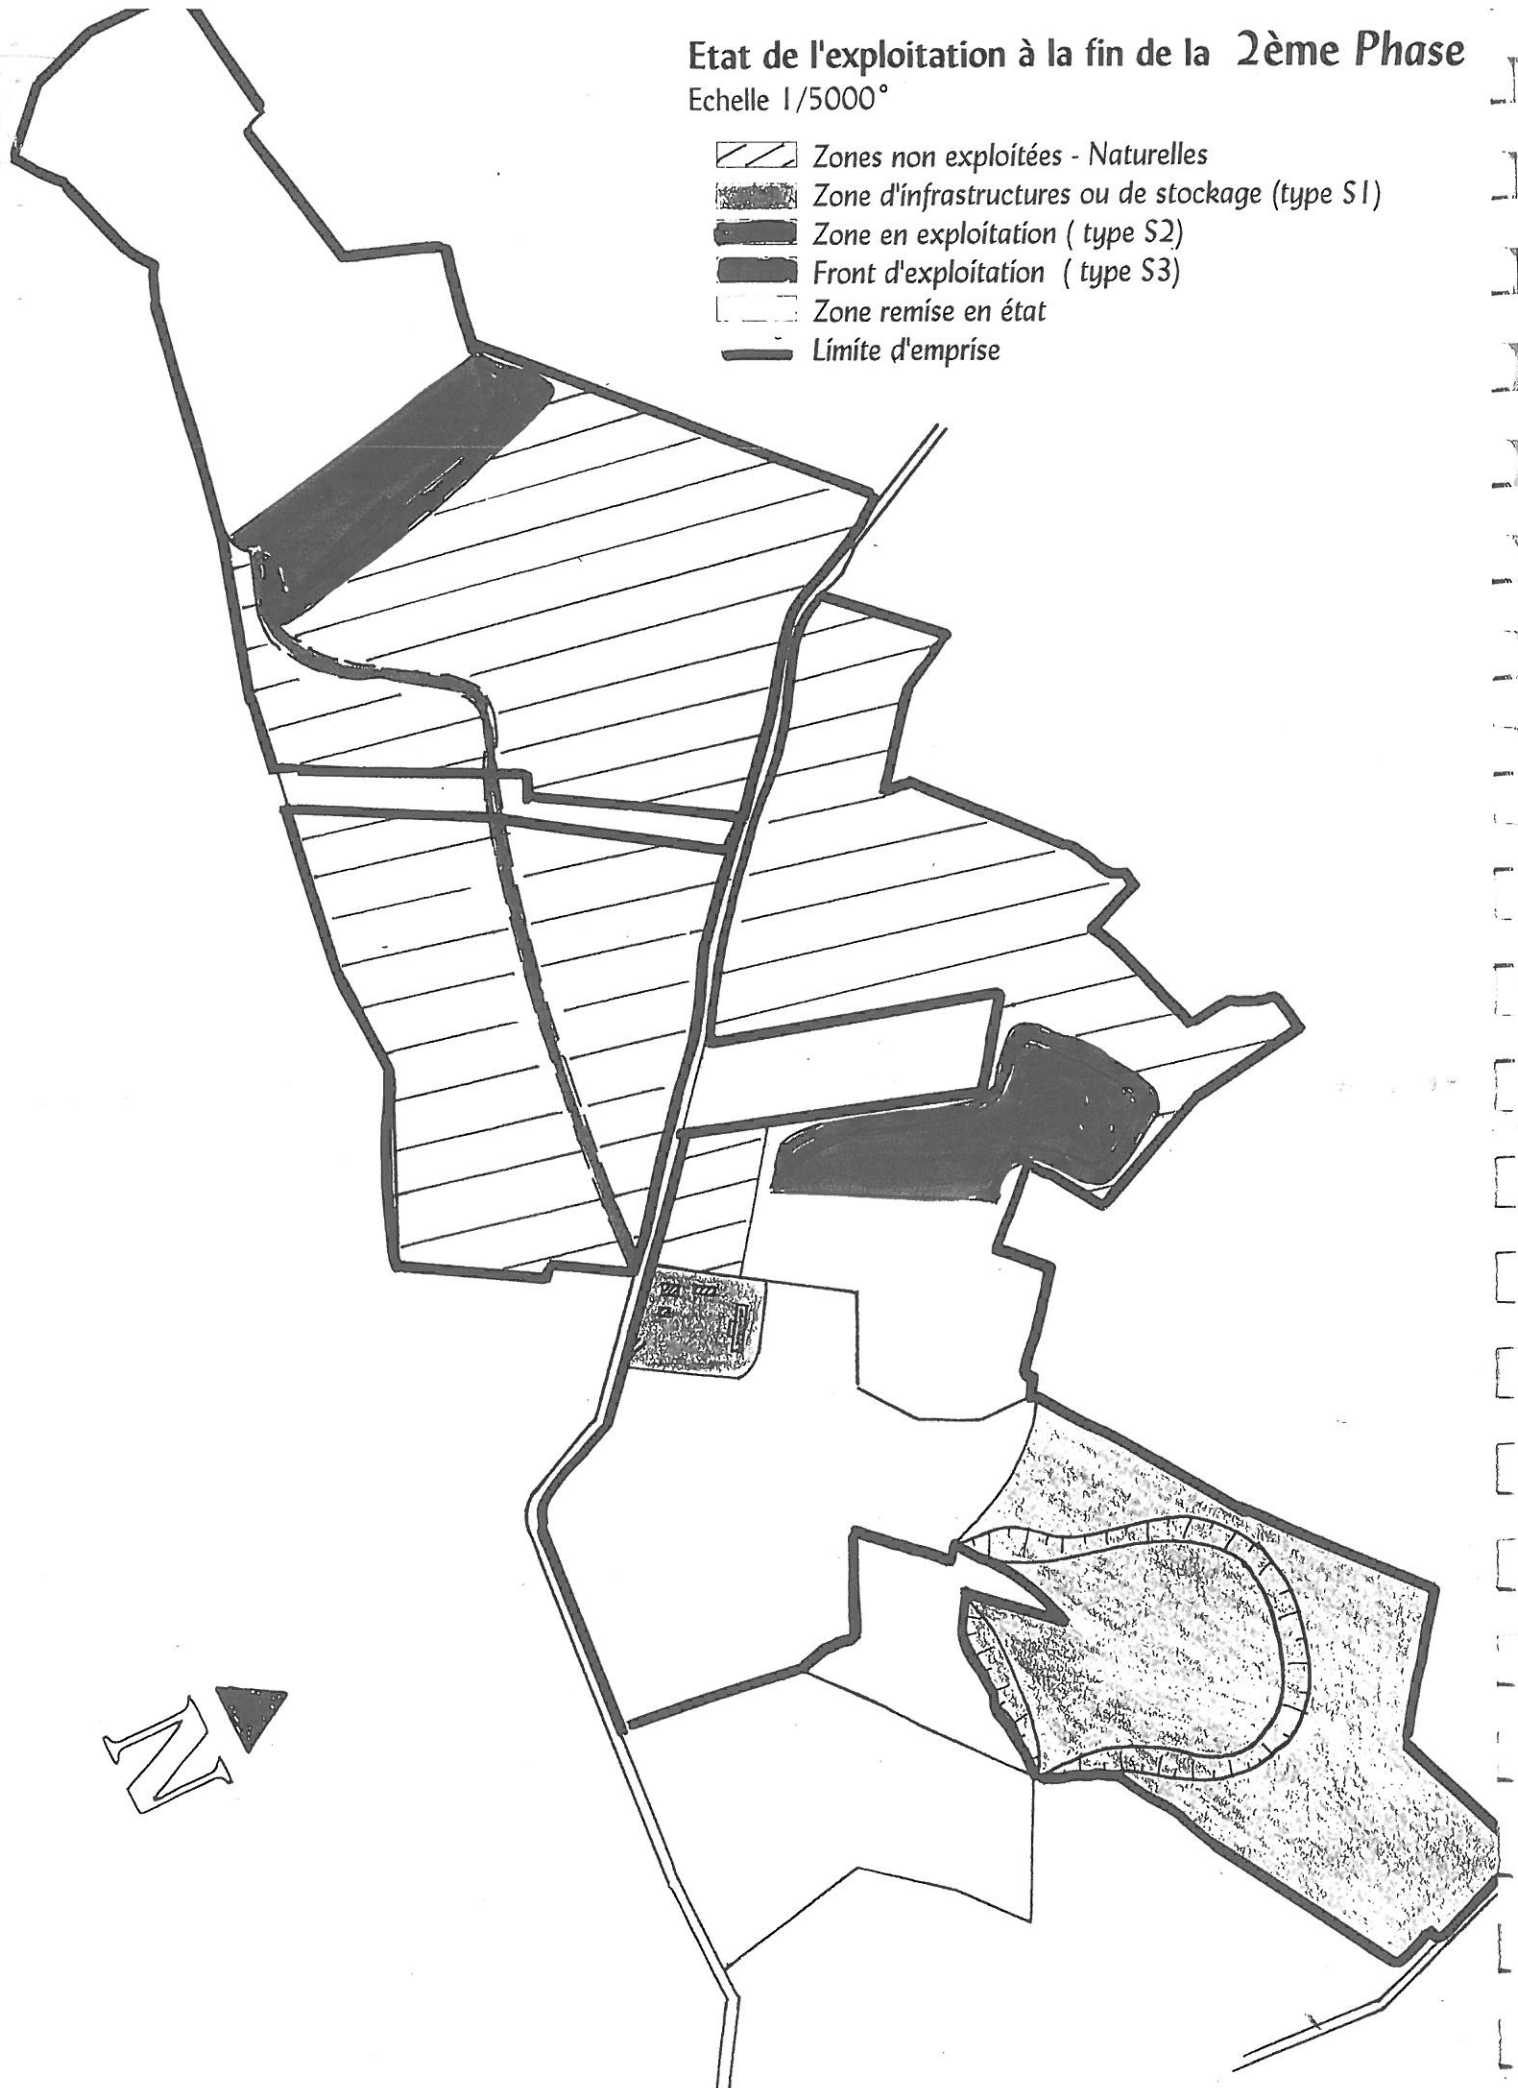 Etat de l'exploitation à la fin de la 2ème Phase
Echelle 1/5000°
Zones non exploitées - Naturelles
Zone d'infrastructures ou de stockage (type S1)
Zone en exploitation ( type S2)
Front d'exploitation ( type S3)
Zone remise en état
Limite d'emprise
N